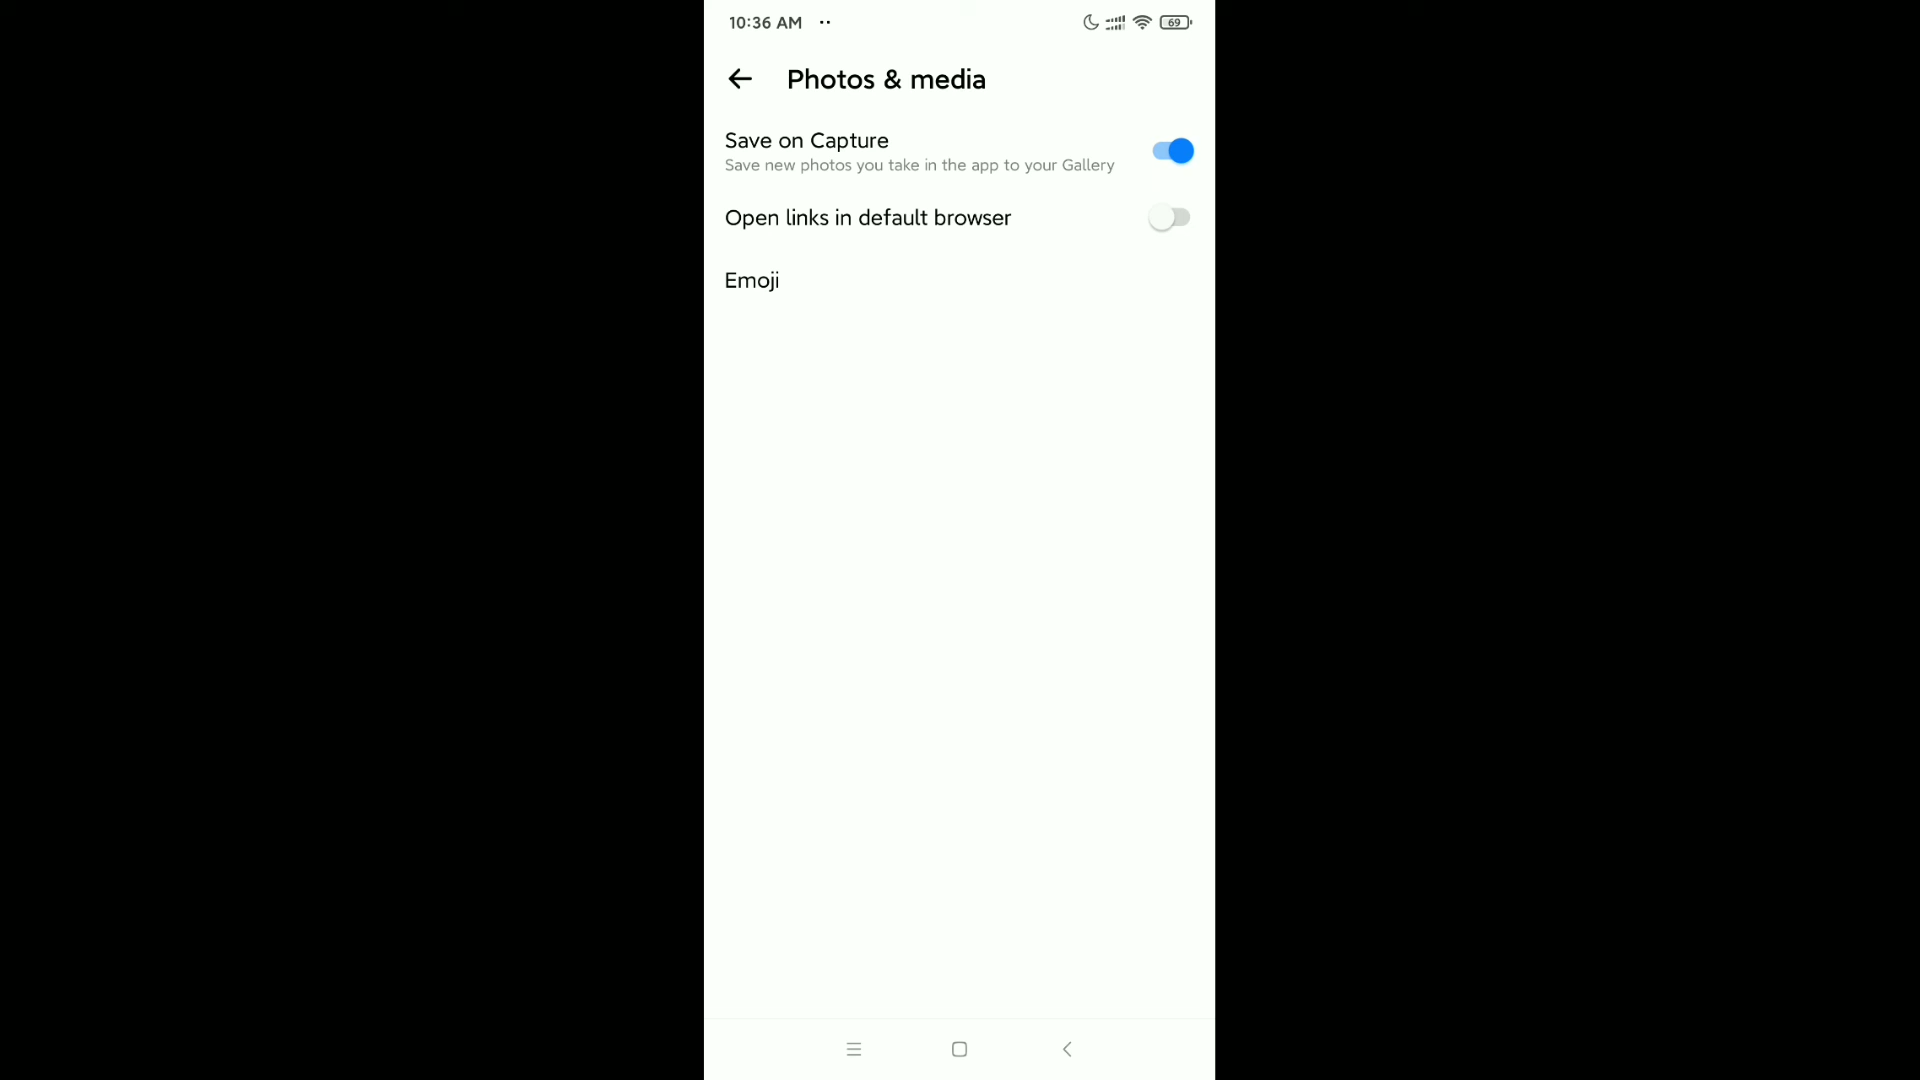 10:36 AM
69
Photos & media
Save on Capture
Save new photos you take in the app to your Gallery
Open links in default browser
Emoji